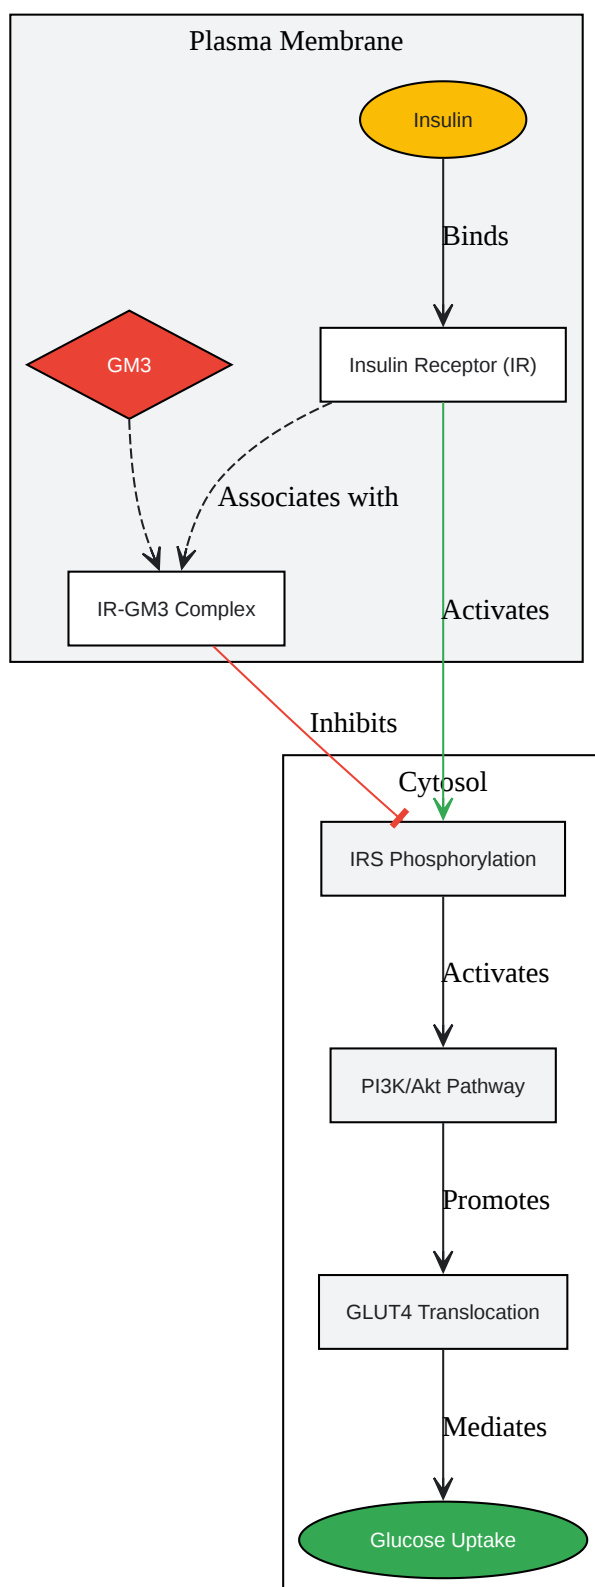 Plasma Membrane
Insulin
Binds
GM3
Insulin Receptor (IR)
Associates with
IR-GM3 Complex
Activates
Inhibits
Cytosol
IRS Phosphorylation
Activates
PI3K/Akt Pathway
Promotes
GLUT4 Translocation
Mediates
Glucose Uptake